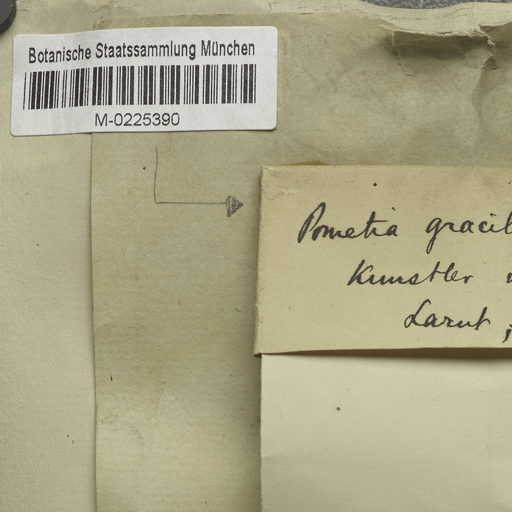 Botanische Staatssammlung München
M-0225390
Pometia gracil
Kunstler
Larut ;